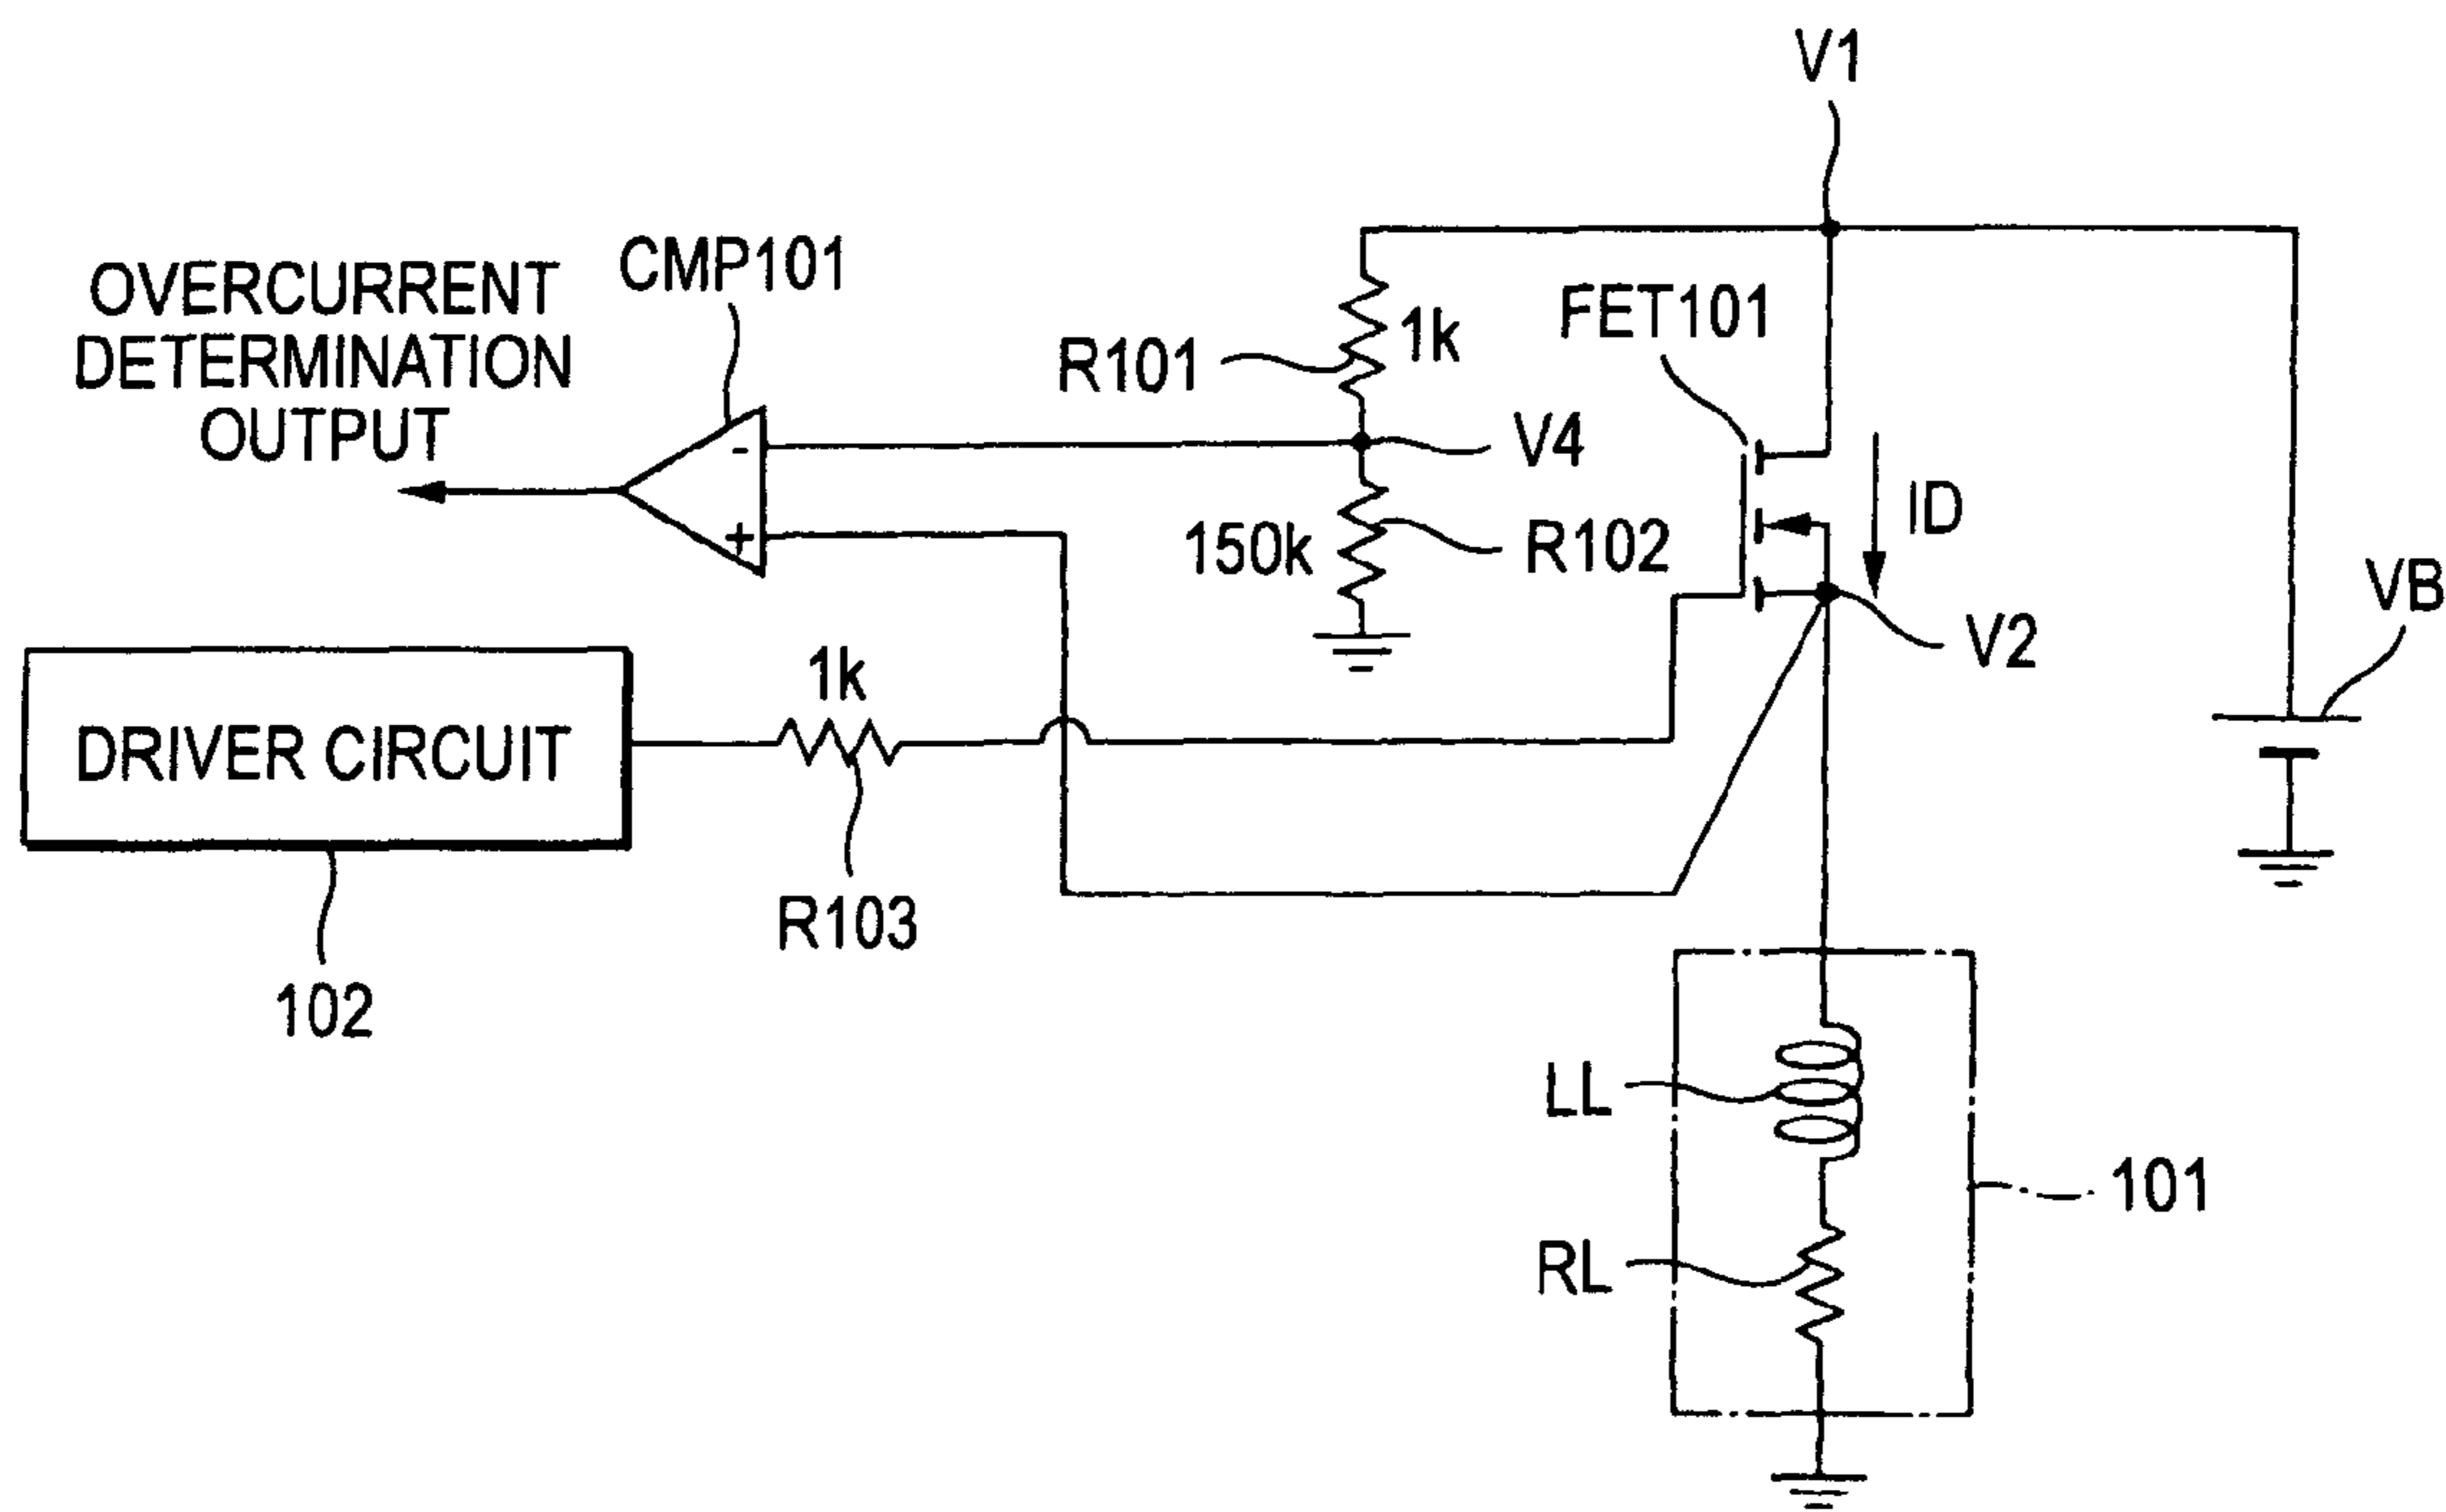 V1
OVERCURRENT
DETERMINATION
OUTPUT
CMP101
R101
1k
FET101
-
V4
+
150k
R102
ID
V2
VB
DRIVER CIRCUIT
1k
R103
102
LL
101
RL